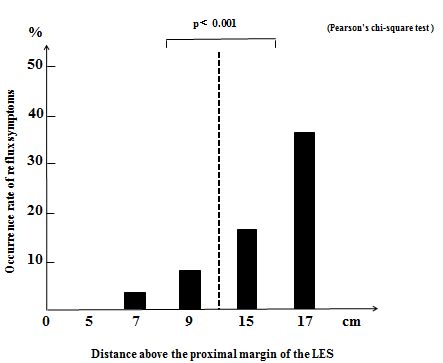 p< 0.001
(Pearson's chi-square test )
%
50
40
30
20
10
Occurrence rate of reflux symptoms
0 5 7 9 15 17 cm
Distance above the proximal margin of the LES